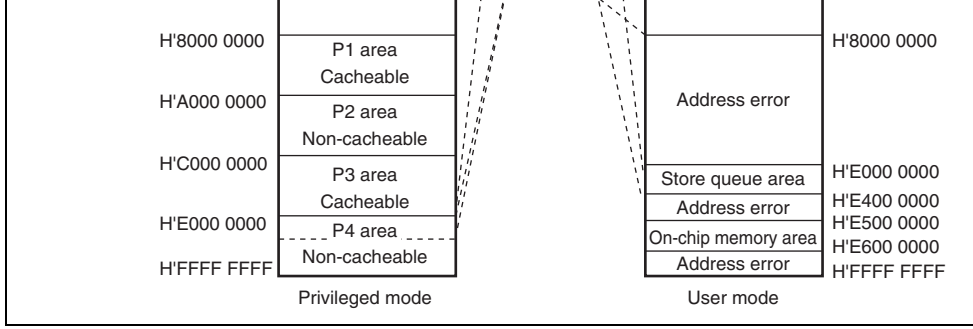 H'8000 0000
P1 area
Cacheable
H'A000 0000
P2 area
Non-cacheable
H'C000 0000
P3 area
Cacheable
H'E000 0000
P4 area
Non-cacheable
H'FFFF FFFF
Privileged mode
H'8000 0000
Address error
Store queue area
H'E000 0000
Address error
H'E400 0000
H'E500 0000
On-chip memory area
H'E600 0000
Address error
H'FFFF FFFF
User mode